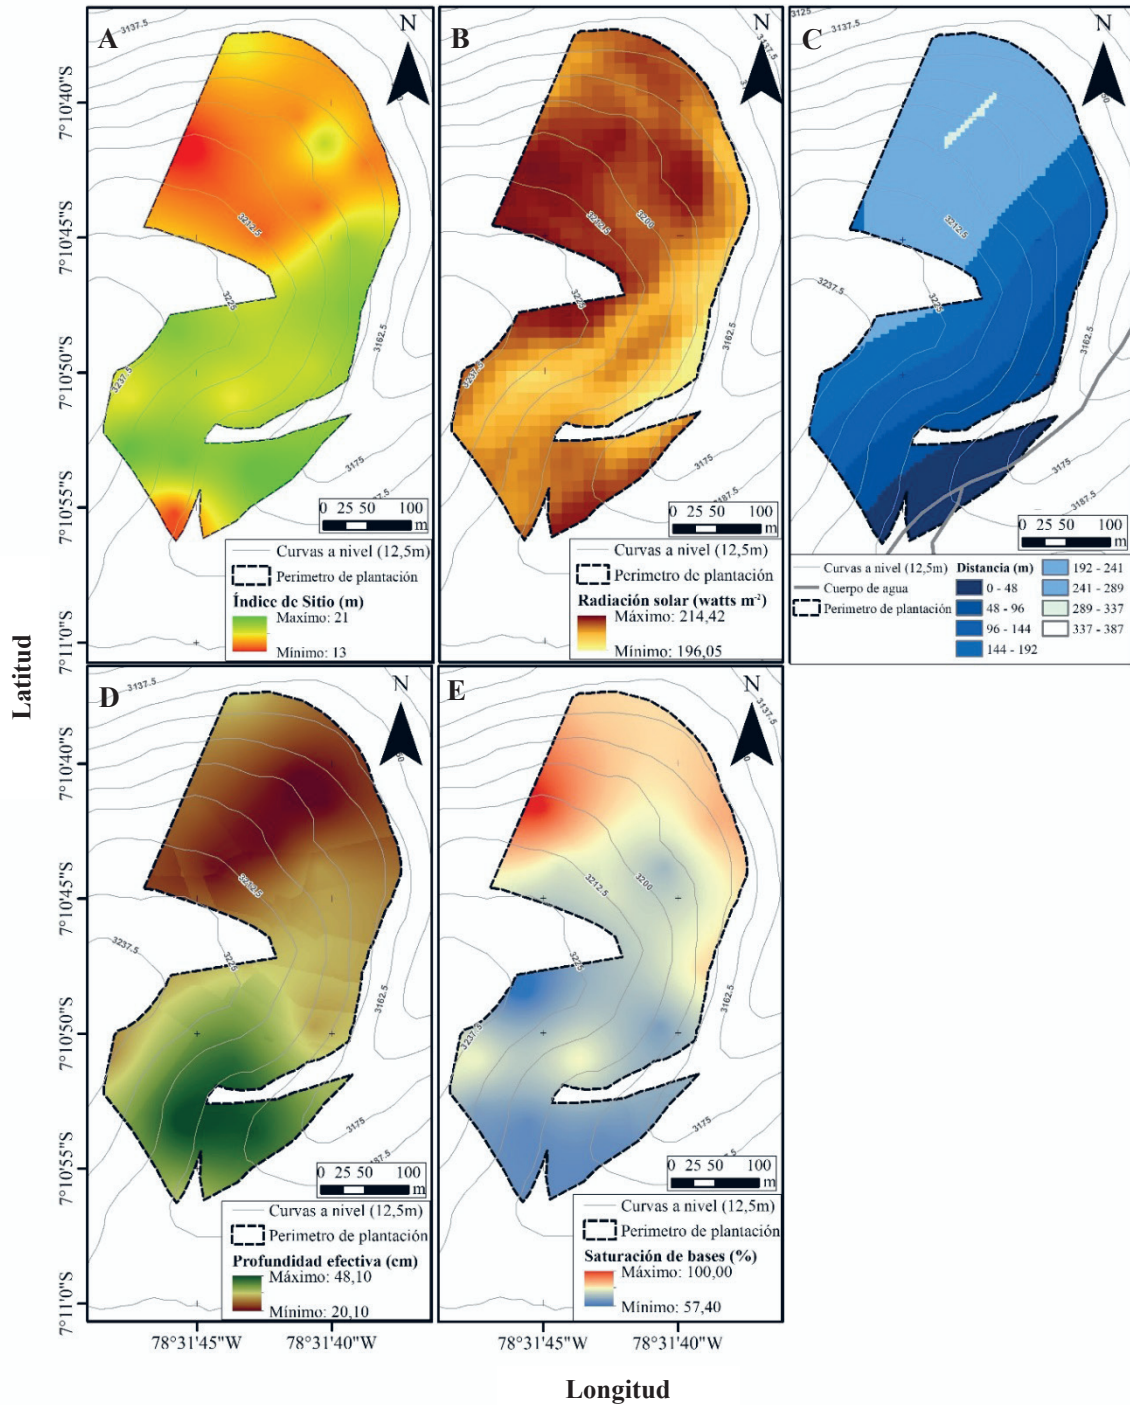 Latitud
A
N
3137.5
7°10'40"S
7°10'45"S
7°10'50"S
7°10'55"S
7°11'0"S
3212.5
3225
3237.5
3162.5
3175
0 25 50 100
m
Curvas a nivel (12,5m)
Perimetro de plantación
Índice de Sitio (m)
Maximo: 21
Mínimo: 13
B
N
3137.5
3212.5
3200
3225
3237.5
3162.5
3175
3187.5
0 25 50 100
m
Curvas a nivel (12,5m)
Perimetro de plantación
Radiación solar (watts m-2)
Máximo: 214,42
Mínimo: 196,05
C
N
3125
3137.5
3212.5
3225
3237.5
3162.5
3175
3187.5
0 25 50 100
m
Curvas a nivel (12,5m)
Cuerpo de agua
Perimetro de plantación
Distancia (m)
0 - 48
48 - 96
96 - 144
144 - 192
192 - 241
241 - 289
289 - 337
337 - 387
D
N
3137.5
7°10'40"S
7°10'45"S
7°10'50"S
7°10'55"S
7°11'0"S
3212.5
3225
3237.5
3162.5
3175
0 25 50 100
m
Curvas a nivel (12,5m)
Perimetro de plantación
Profundidad efectiva (cm)
Máximo: 48,10
Mínimo: 20,10
78°31'45"W
78°31'40"W
E
N
3137.5
3212.5
3200
3225
3237.5
3162.5
3175
3187.5
0 25 50 100
m
Curvas a nivel (12,5m)
Perimetro de plantación
Saturación de bases (%)
Máximo: 100,00
Mínimo: 57,40
78°31'45"W
78°31'40"W
Longitud